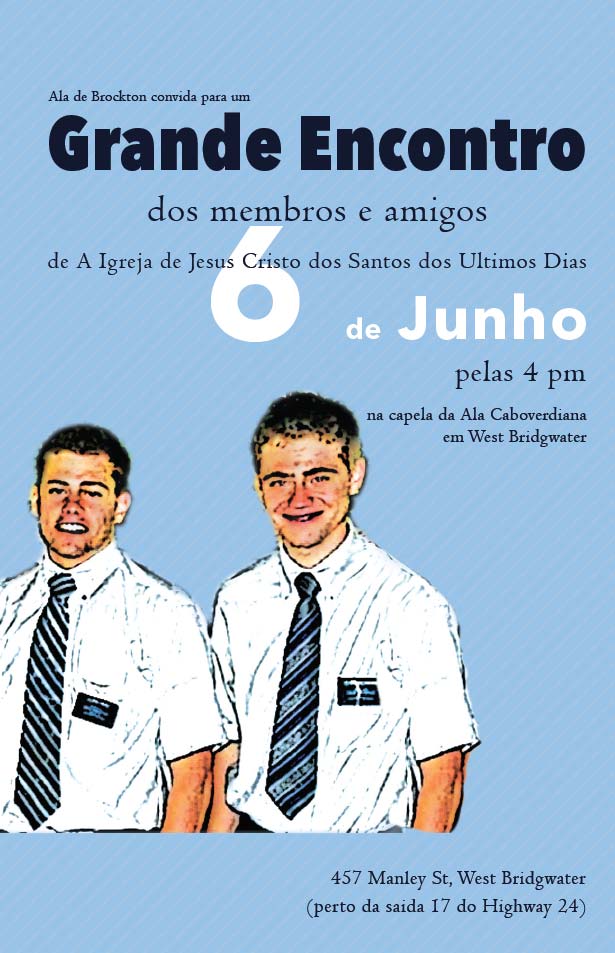 Ala de Brockton convida para um
Grande Encontro
dos membros e amigos
de A Igreja de Jesus Cristo dos Santos dos Ultimos Dias
6 de Junho
pelas 4 pm
na capela da Ala Caboverdiana
em West Bridgwater
457 Manley St, West Bridgwater
(perto da saida 17 do Highway 24)